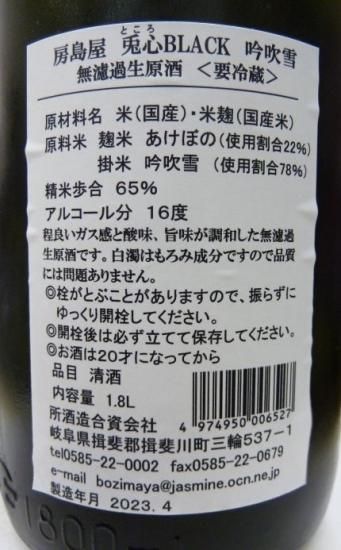 ところ
房島屋 兎心BLACK 吟吹雪
無濾過生原酒 ＜要冷蔵＞
原材料名 米（国産）・米麹（国産米）
原料米 麹米 あけぼの（使用割合22%）
掛米 吟吹雪 （使用割合78%）
精米歩合 65%
アルコール分 16度
程良いガス感と酸味、旨味が調和した無濾過
生原酒です。白濁はもろみ成分ですので品質
には問題ありません。
◎栓がとぶことがありますので、振らずに
ゆっくり開栓してください。
◎開栓後は必ず立てて保存してください。
◎お酒は20才になってから
品目 清酒
内容量 1.8L
所酒造合資会社
4 974950 006527
岐阜県揖斐郡揖斐川町三輪537-1
tel0585-22-0002 fax0585-22-0679
e-mail bozimaya@jasmine.ocn.ne.jp
製造年月 2023.4
1800